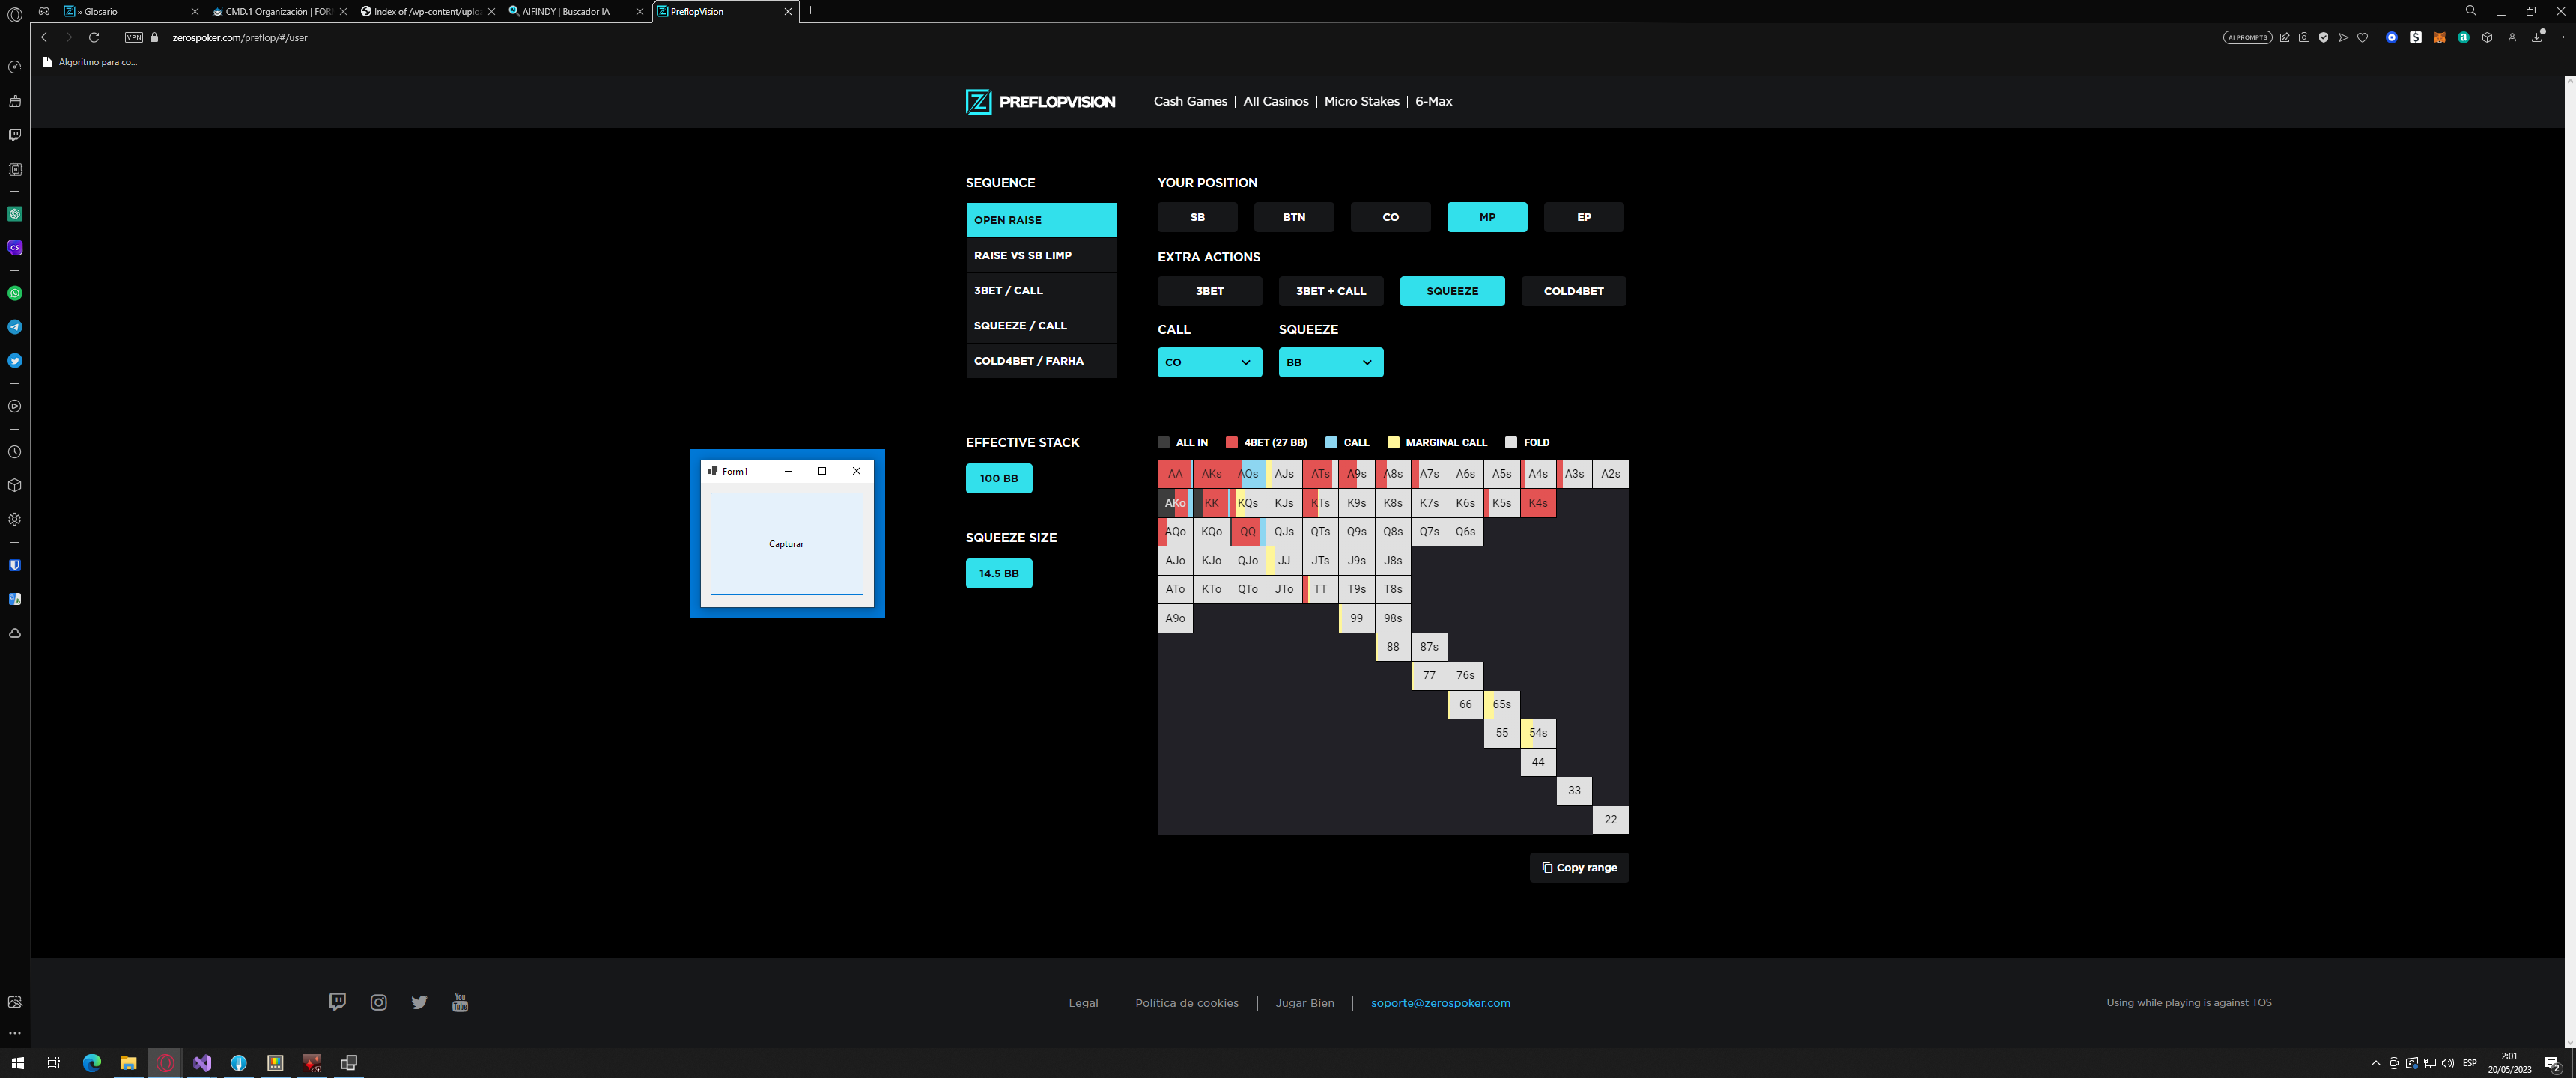 » Glosario
CMD.1 Organización | FOR
Index of /wp-content/uplo
AIFINDY | Buscador IA
PreflopVision
VPN
zerospoker.com/preflop/#/user
AI PROMPTS
Algoritmo para co...
PREFLOPVISION
Cash Games | All Casinos | Micro Stakes | 6-Max
SEQUENCE
OPEN RAISE
RAISE VS SB LIMP
3BET / CALL
SQUEEZE / CALL
COLD4BET / FARHA
YOUR POSITION
SB BTN CO MP EP
EXTRA ACTIONS
3BET 3BET + CALL SQUEEZE COLD4BET
CALL SQUEEZE
CO BB
EFFECTIVE STACK
100 BB
SQUEEZE SIZE
14.5 BB
Form1
Capturar
ALL IN 4BET (27 BB) CALL MARGINAL CALL FOLD
AA AKs AQs AJs ATs A9s A8s A7s A6s A5s A4s A3s A2s
AKo KK KQs KJs KTs K9s K8s K7s K6s K5s K4s
AQo KQo QQ QJs QTs Q9s Q8s Q7s Q6s
AJo KJo QJo JJ JTs J9s J8s
ATo KTo QTo JTo TT T9s T8s
A9o 99 98s
88 87s
77 76s
66 65s
55 54s
44
33
22
Copy range
You Tube
Legal | Política de cookies | Jugar Bien | soporte@zerospoker.com
Using while playing is against TOS
ESP
2:01
20/05/2023
2